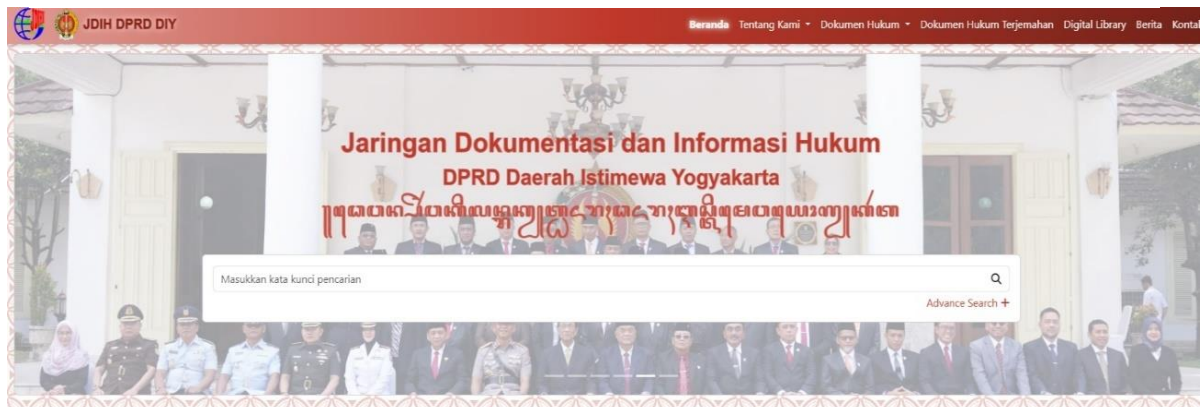 JDIH DPRD DIY
Beranda Tentang Kami Dokumen Hukum Dokumen Hukum Terjemahan Digital Library Berita Kontak
Jaringan Dokumentasi dan Informasi Hukum
DPRD Daerah Istimewa Yogyakarta
Masukkan kata kunci pencarian
Advance Search +